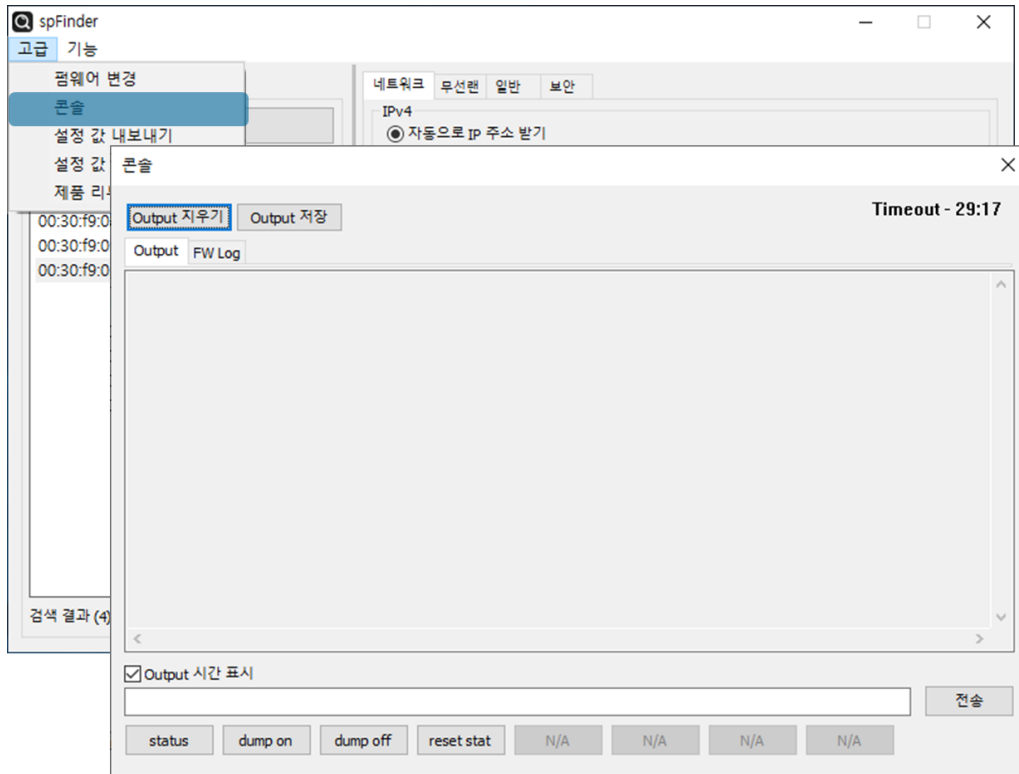 spFinder
고급 기능
펌웨어 변경
콘솔
설정 값 내보내기
설정 값
제품
네트워크 무선랜 일반 보안
IPv4
자동으로 IP 주소 받기
콘솔
Output 지우기 Output 저장
Timeout - 29:17
Output FW Log
00:30:f9:0
00:30:f9:0
00:30:f9:0
검색 결과 (4)
Output 시간 표시
전송
status dump on dump off reset stat N/A N/A N/A N/A